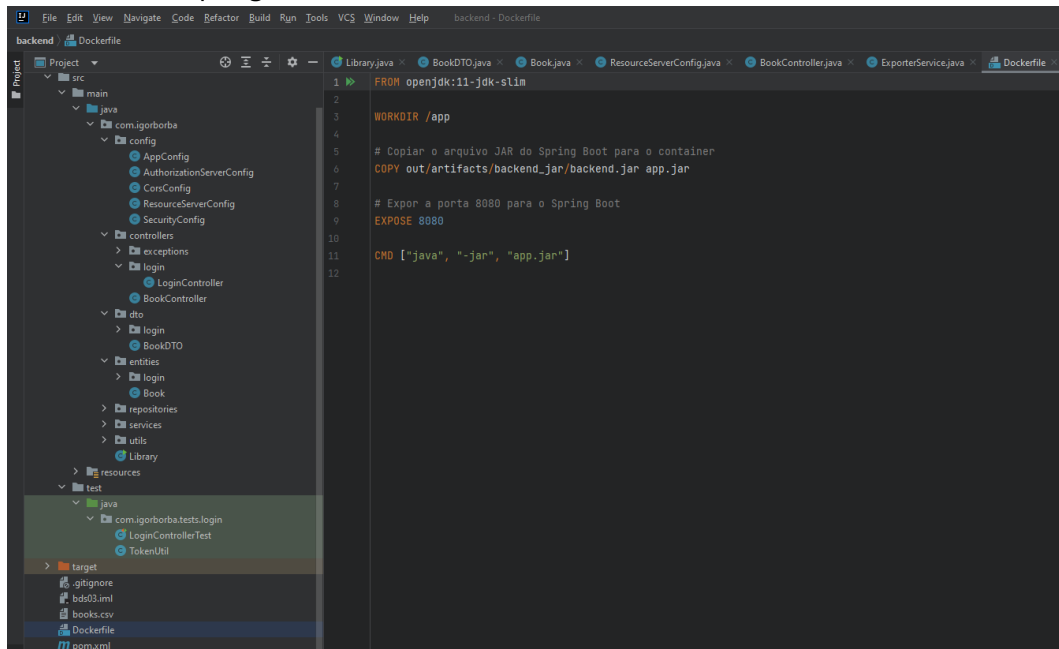 File Edit View Navigate Code Refactor Build Run Tools VCS Window Help backend - Dockerfile
backend Dockerfile
Project
Project
Library.java BookDTO.java Book.java ResourceServerConfig.java BookController.java ExporterService.java Dockerfile
src
main
java
com.igorborba
config
AppConfig
AuthorizationServerConfig
CorsConfig
ResourceServerConfig
SecurityConfig
controllers
exceptions
login
LoginController
BookController
dto
login
BookDTO
entities
login
Book
repositories
services
utils
Library
resources
test
java
com.igorborba.tests.login
LoginControllerTest
TokenUtil
target
.gitignore
bds03.iml
books.csv
Dockerfile
pom.xml
1 FROM openjdk:11-jdk-slim
2
3 WORKDIR /app
4
5 # Copiar o arquivo JAR do Spring Boot para o container
6 COPY out/artifacts/backend_jar/backend.jar app.jar
7
8 # Expor a porta 8080 para o Spring Boot
9 EXPOSE 8080
10
11 CMD ["java", "-jar", "app.jar"]
12